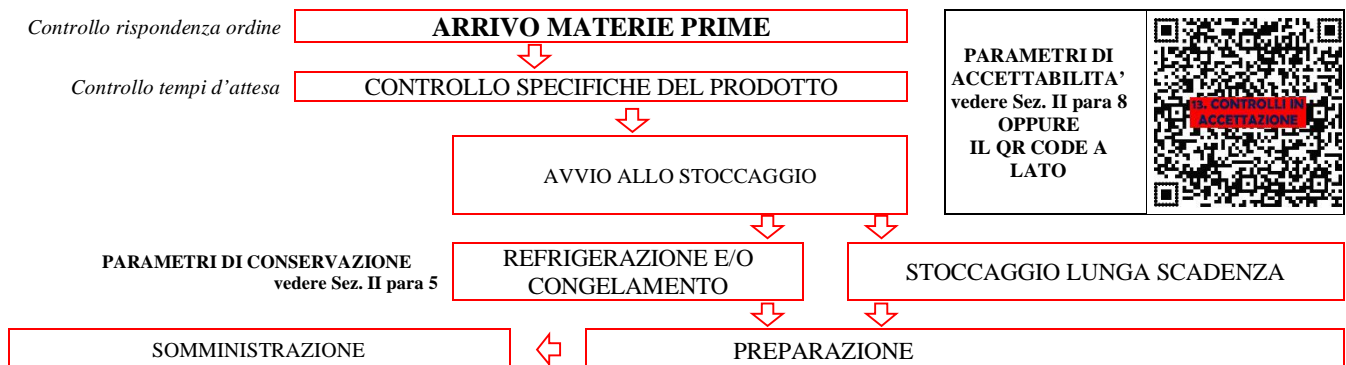 Controllo rispondenza ordine
ARRIVO MATERIE PRIME
Controllo tempi d'attesa
CONTROLLO SPECIFICHE DEL PRODOTTO
PARAMETRI DI
ACCETTABILITA'
vedere Sez. II para 8
OPPURE
IL QR CODE A
LATO
13. CONTROLLI IN
ACCETTAZIONE
AVVIO ALLO STOCCAGGIO
PARAMETRI DI CONSERVAZIONE
vedere Sez. II para 5
REFRIGERAZIONE E/O
CONGELAMENTO
STOCCAGGIO LUNGA SCADENZA
SOMMINISTRAZIONE
PREPARAZIONE